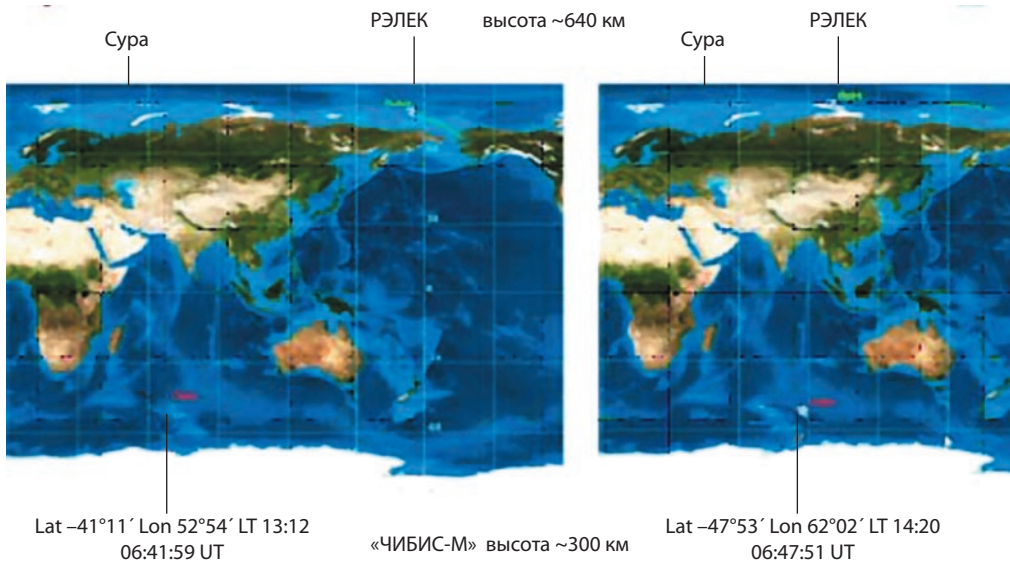 РЭЛЕК высота ~640 км
Сура
РЭЛЕК
Сура
Lat –41°11´ Lon 52°54´ LT 13:12
06:41:59 UT
«ЧИБИС-М» высота ~300 км
Lat –47°53´ Lon 62°02´ LT 14:20
06:47:51 UT